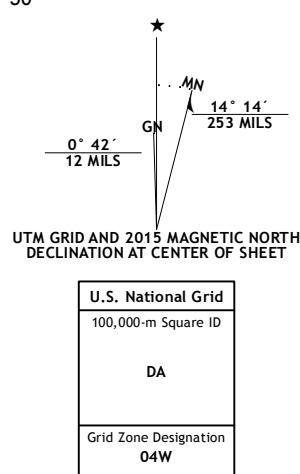 ★
MN
GN
14° 14´
253 MILS
0° 42´
12 MILS
UTM GRID AND 2015 MAGNETIC NORTH
DECLINATION AT CENTER OF SHEET
U.S. National Grid
100,000-m Square ID
DA
Grid Zone Designation
04W